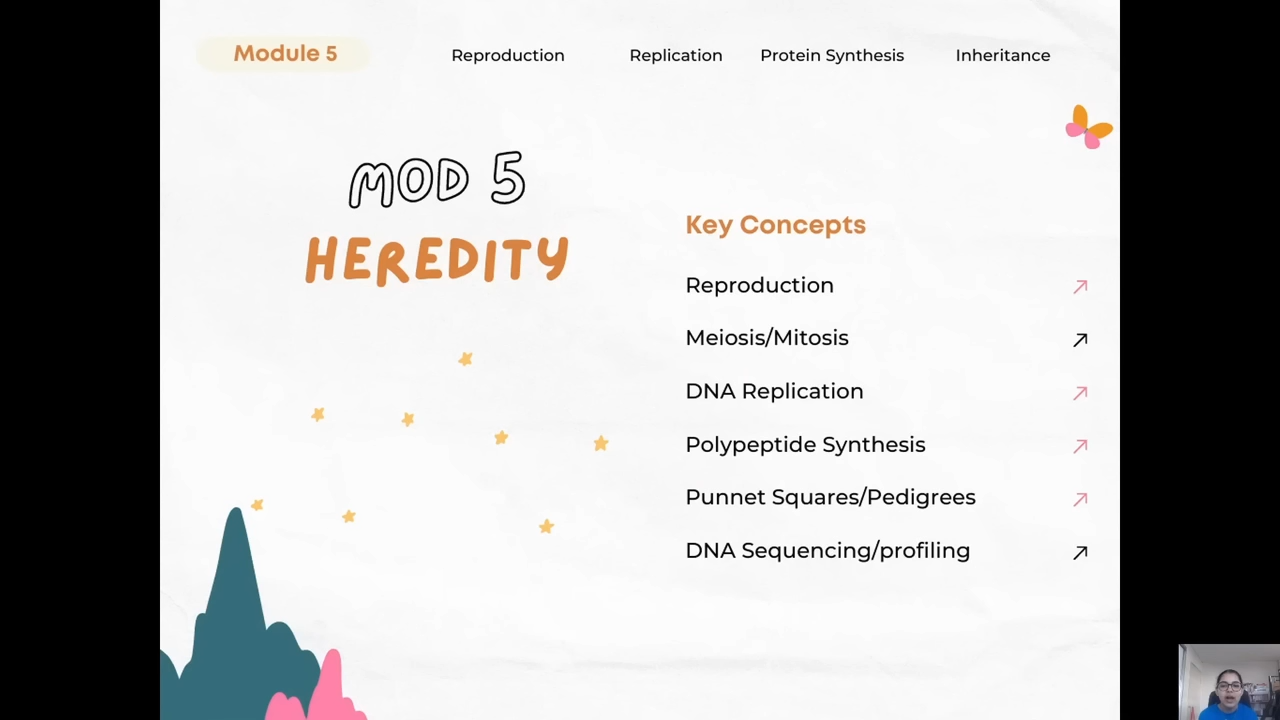 Module 5
Reproduction
Replication
Protein Synthesis
Inheritance
MOD 5
HEREDITY
Key Concepts
Reproduction
Meiosis/Mitosis
DNA Replication
Polypeptide Synthesis
Punnet Squares/Pedigrees
DNA Sequencing/profiling